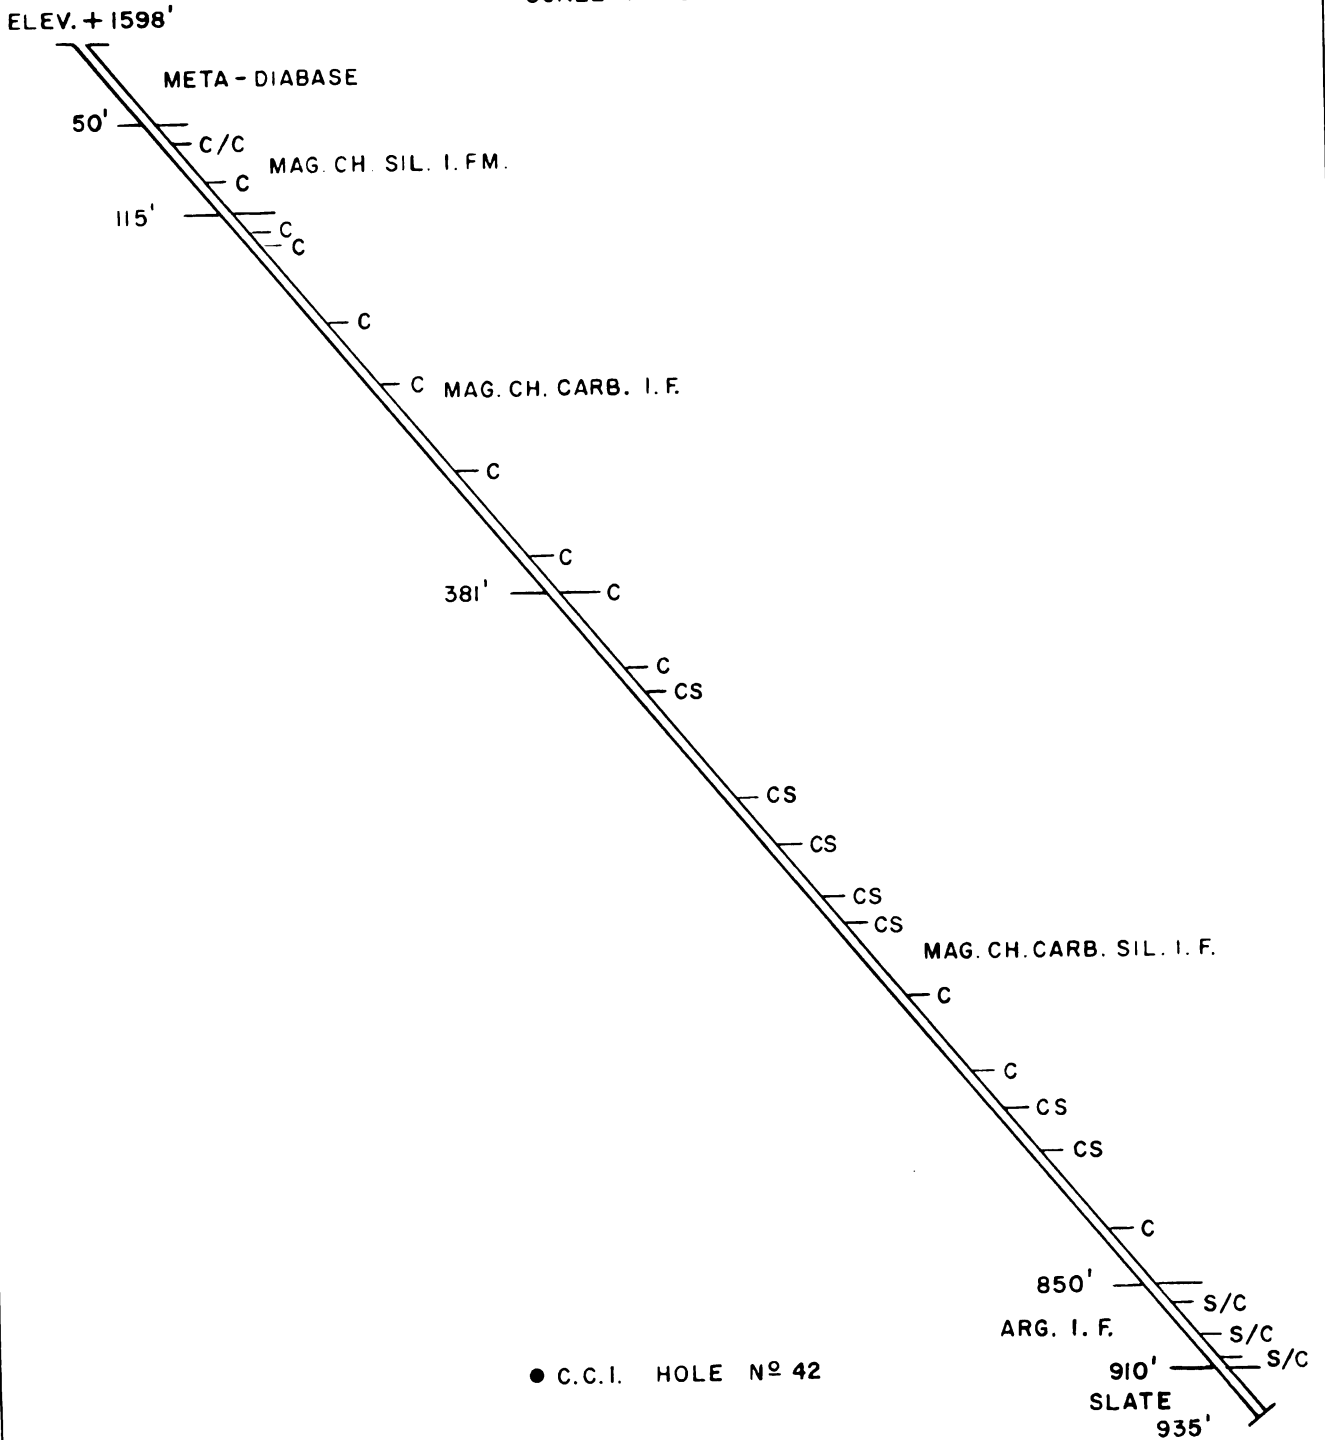 ELEV. + 1598'
META - DIABASE
50'
C/C
MAG. CH. SIL. I. FM.
C
115'
C
C
C
C
MAG. CH. CARB. I. F.
C
C
381'
C
C
CS
CS
CS
CS
CS
MAG. CH. CARB. SIL. I. F.
C
C
CS
CS
C
850'
S/C
ARG. I. F.
S/C
S/C
910'
● C.C.I. HOLE Nº 42
SLATE
935'